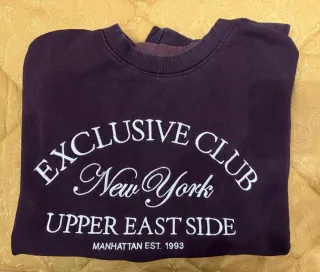 EXCLUSIVE CLUB
New York
UPPER EAST SIDE
MANHATTAN EST. 1993